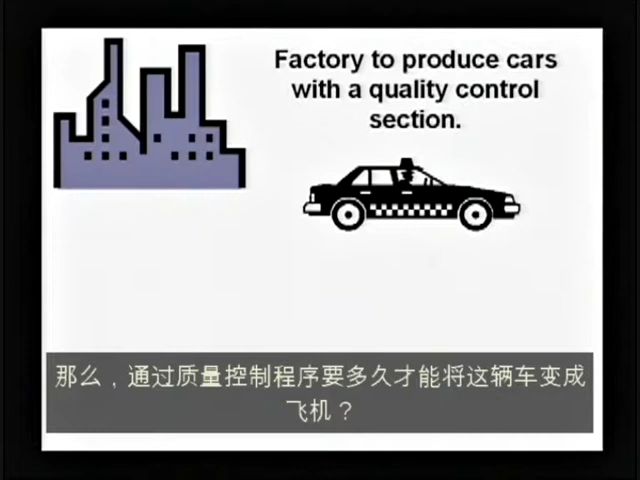 Factory to produce cars
with a quality control
section.
那么，通过质量控制程序要多久才能将这辆车变成
飞机？